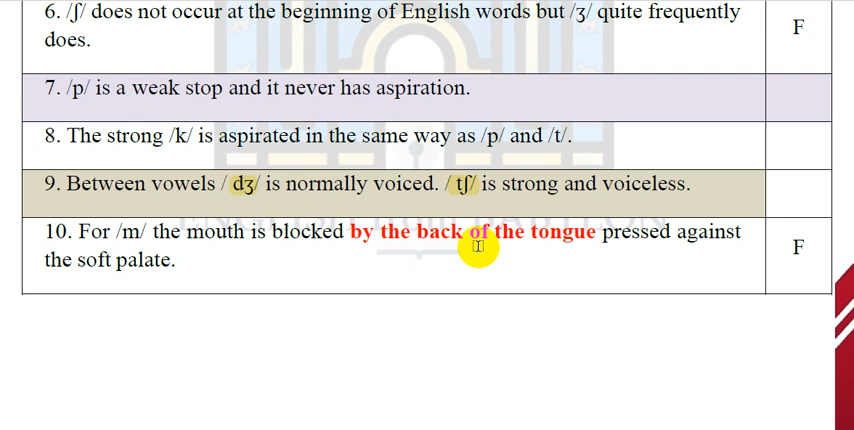 6. /ʃ/ does not occur at the beginning of English words but /ʒ/ quite frequently
does.
F
7. /p/ is a weak stop and it never has aspiration.
8. The strong /k/ is aspirated in the same way as /p/ and /t/.
9. Between vowels / dʒ/ is normally voiced. / tʃ/ is strong and voiceless.
10. For /m/ the mouth is blocked by the back of the tongue pressed against
the soft palate.
F